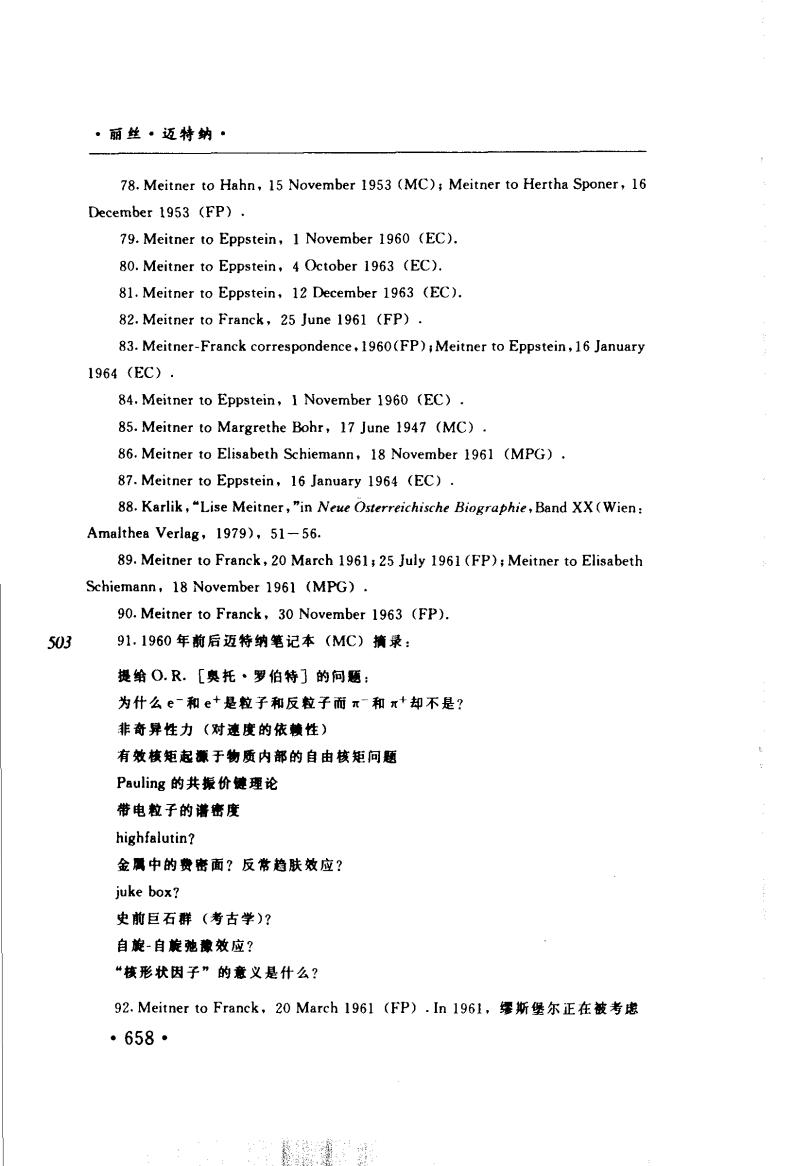 ·丽丝·迈特纳·
78. Meitner to Hahn, 15 November 1953 (MC); Meitner to Hertha Sponer, 16
December 1953 (FP) .
79. Meitner to Eppstein, 1 November 1960 (EC).
80. Meitner to Eppstein, 4 October 1963 (EC).
81. Meitner to Eppstein, 12 December 1963 (EC).
82. Meitner to Franck, 25 June 1961 (FP) .
83. Meitner-Franck correspondence, 1960(FP); Meitner to Eppstein, 16 January
1964 (EC) .
84. Meitner to Eppstein, 1 November 1960 (EC) .
85. Meitner to Margrethe Bohr, 17 June 1947 (MC) .
86. Meitner to Elisabeth Schiemann, 18 November 1961 (MPG) .
87. Meitner to Eppstein, 16 January 1964 (EC) .
88. Karlik, “Lise Meitner,”in Neue Österreichische Biographie, Band XX(Wien:
Amalthea Verlag, 1979), 51－56.
89. Meitner to Franck, 20 March 1961; 25 July 1961 (FP); Meitner to Elisabeth
Schiemann, 18 November 1961 (MPG) .
90. Meitner to Franck, 30 November 1963 (FP).
503 91. 1960 年前后迈特纳笔记本（MC）摘录：
提给 O. R.［奥托·罗伯特］的问题：
为什么 e⁻ 和 e⁺ 是粒子和反粒子而 π⁻ 和 π⁺ 却不是?
非奇异性力（对速度的依赖性）
有效核矩起源于物质内部的自由核矩问题
Pauling 的共振价键理论
带电粒子的谱密度
highfalutin?
金属中的费密面? 反常趋肤效应?
juke box?
史前巨石群（考古学)?
自旋-自旋弛豫效应?
“核形状因子”的意义是什么?
92. Meitner to Franck, 20 March 1961 (FP) . In 1961, 缪斯堡尔正在被考虑
·658·